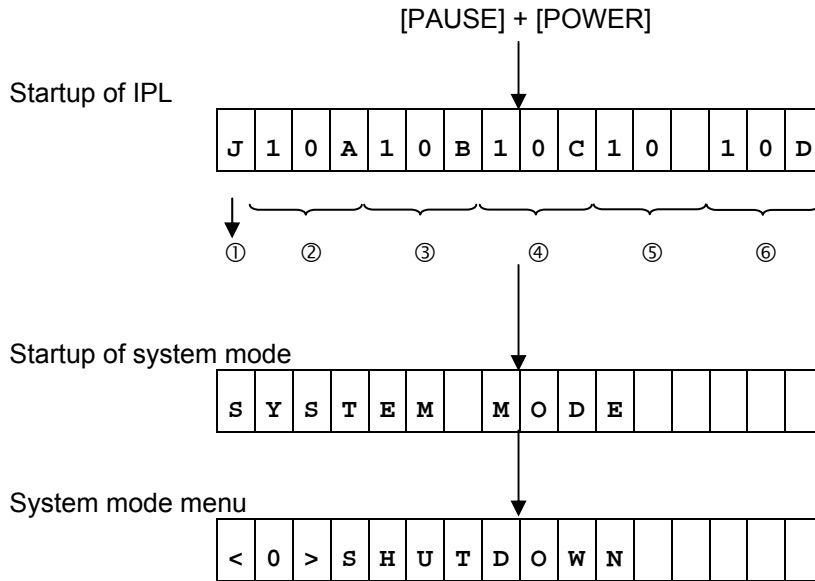 [PAUSE] + [POWER]
Startup of IPL
J10A10B10C10 10D
① ② ③ ④ ⑤ ⑥
Startup of system mode
SYSTEM MODE
System mode menu
<0>SHUTDOWN